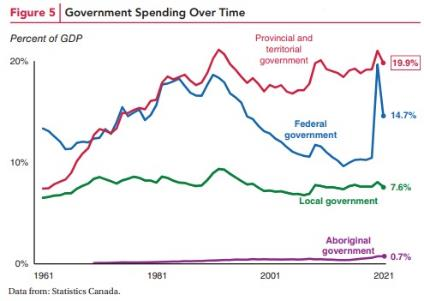 Figure 5 Government Spending Over Time
Percent of GDP
Provincial and
territorial
government
20%
19.9%
Federal
government
14.7%
10%
Local government
7.6%
Aboriginal
government
0.7%
0%
1961 1981 2001 2021
Data from: Statistics Canada.